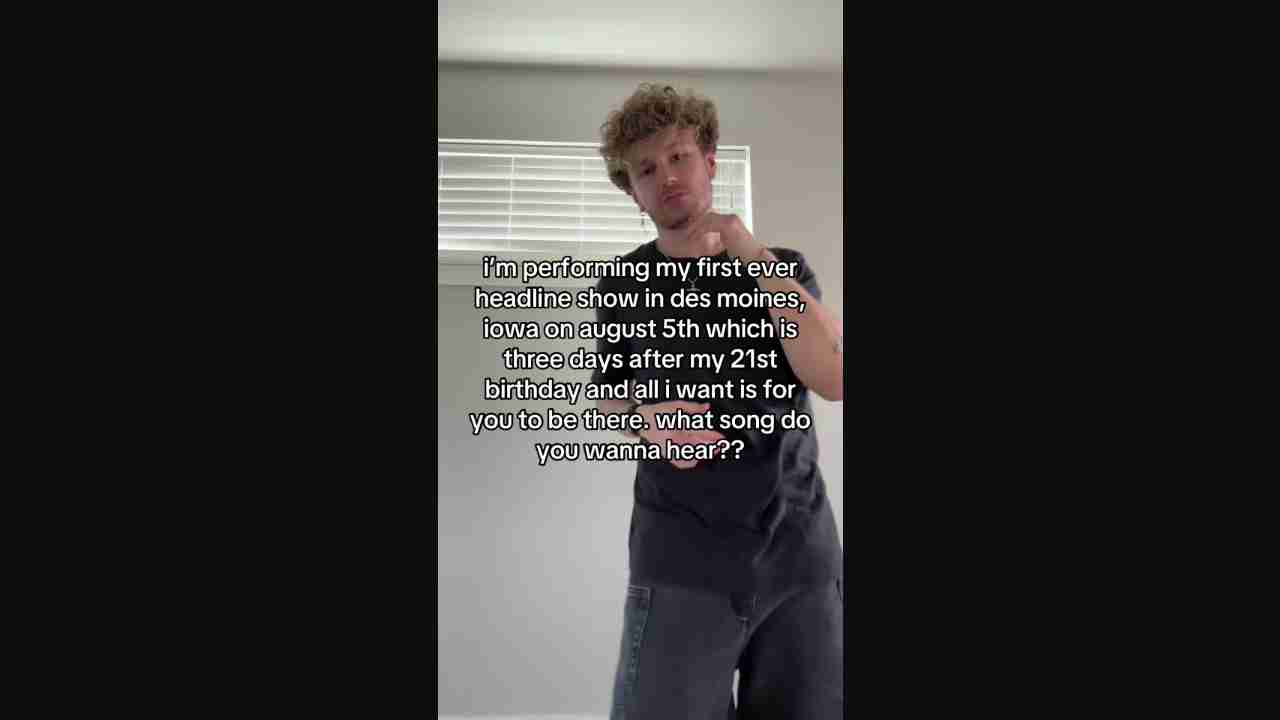 i'm performing my first ever
headline show in des moines,
iowa on august 5th which is
three days after my 21st
birthday and all i want is for
you to be there. what song do
you wanna hear??